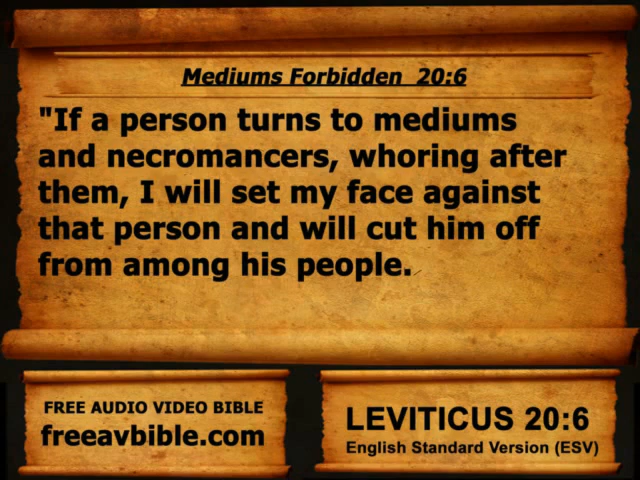 Mediums Forbidden 20:6
"If a person turns to mediums
and necromancers, whoring after
them, I will set my face against
that person and will cut him off
from among his people.
FREE AUDIO VIDEO BIBLE
freeavbible.com
LEVITICUS 20:6
English Standard Version (ESV)